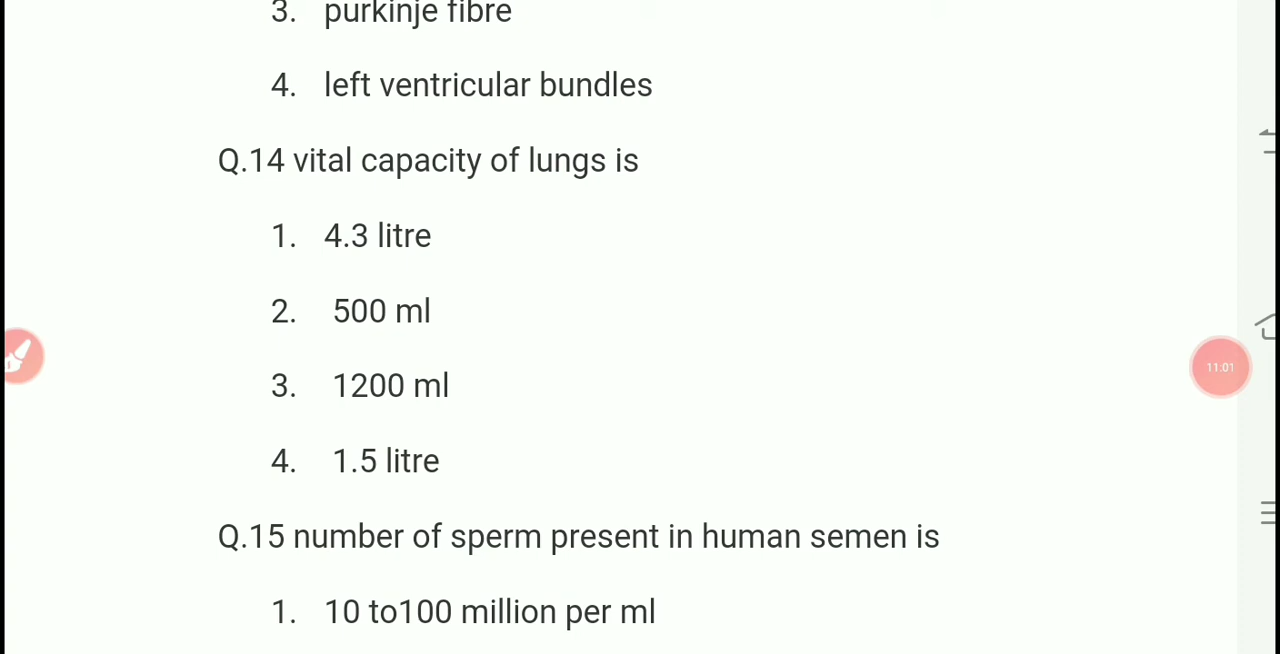 3. purkinje fibre
4. left ventricular bundles
Q.14 vital capacity of lungs is
1. 4.3 litre
2. 500 ml
3. 1200 ml
4. 1.5 litre
11:01
Q.15 number of sperm present in human semen is
1. 10 to100 million per ml